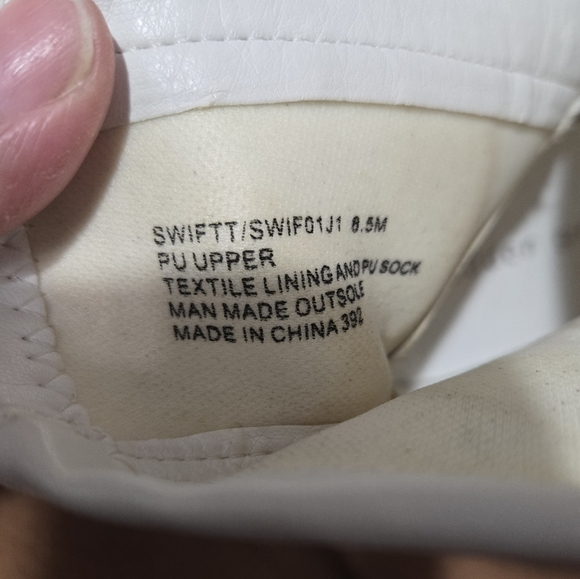 SWIFTT/SWIF01J1 8.5M
PU UPPER
TEXTILE LINING AND PU SOCK
MAN MADE OUTSOLE
MADE IN CHINA 392